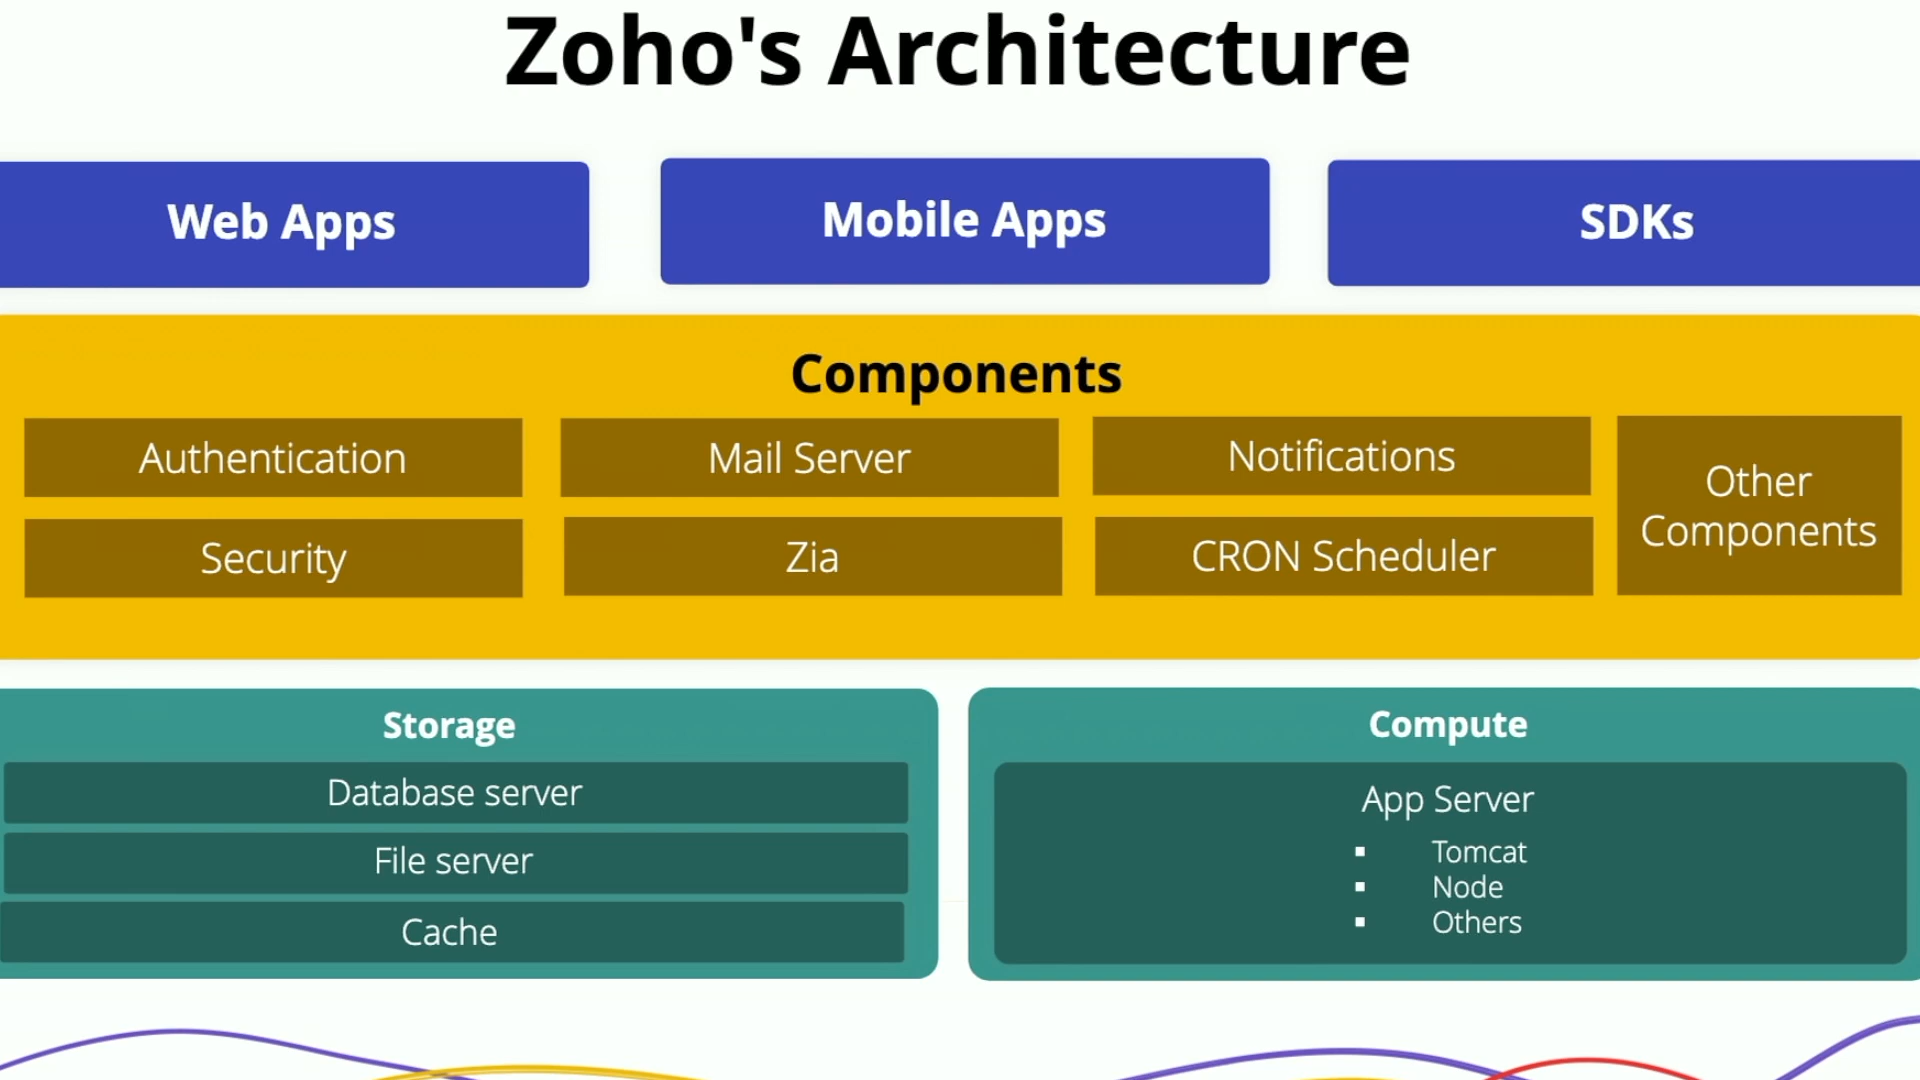 Zoho's Architecture
Web Apps
Mobile Apps
SDKs
Components
Authentication
Mail Server
Notifications
Other
Components
Security
Zia
CRON Scheduler
Storage
Database server
File server
Cache
Compute
App Server
▪ Tomcat
▪ Node
▪ Others